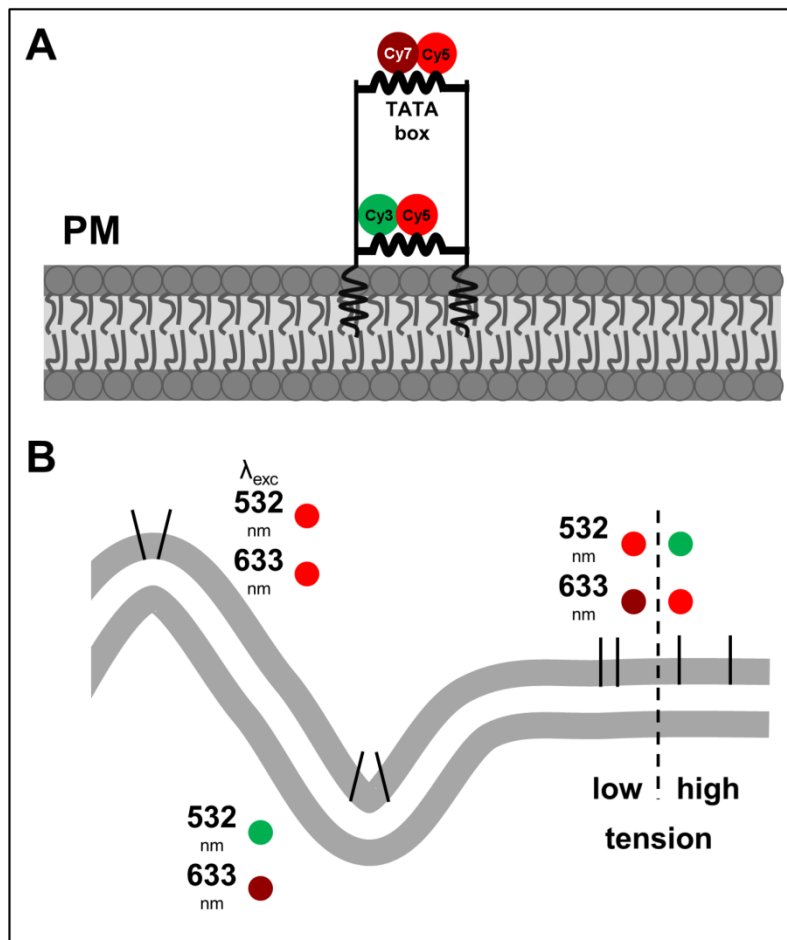 A
Cy7 Cy5
TATA
box
PM
Cy3 Cy5
B
λexc
532
nm
633
nm
532
nm
633
nm
532
nm
633
nm
low high
tension